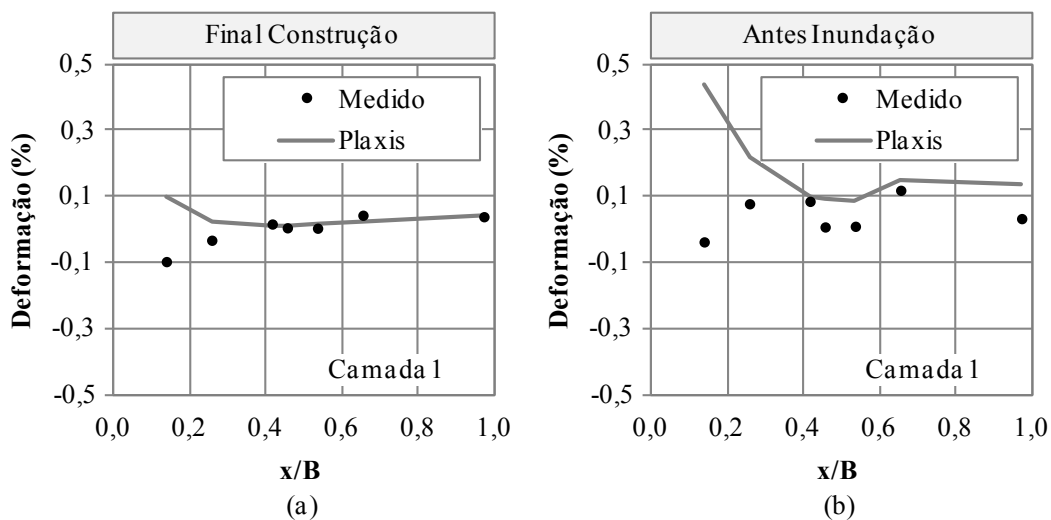 Final Construção
0,5
0,3
0,1
-0,1
-0,3
-0,5
Deformação (%)
Medido
Plaxis
Camada 1
0,0 0,2 0,4 0,6 0,8 1,0
x/B
(a)
Antes Inundação
0,5
0,3
0,1
-0,1
-0,3
-0,5
Deformação (%)
Medido
Plaxis
Camada 1
0,0 0,2 0,4 0,6 0,8 1,0
x/B
(b)